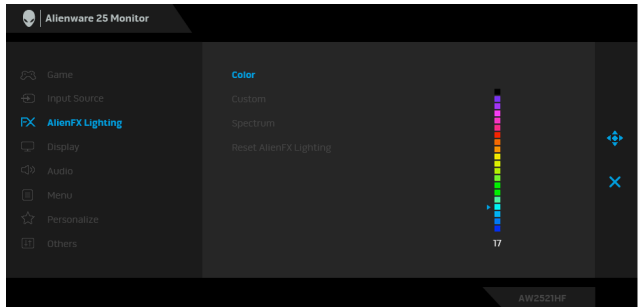 Alienware 25 Monitor
Game
Input Source
FX AlienFX Lighting
Display
Audio
Menu
Personalize
Others
Color
Custom
Spectrum
Reset AlienFX Lighting
17
AW2521HF